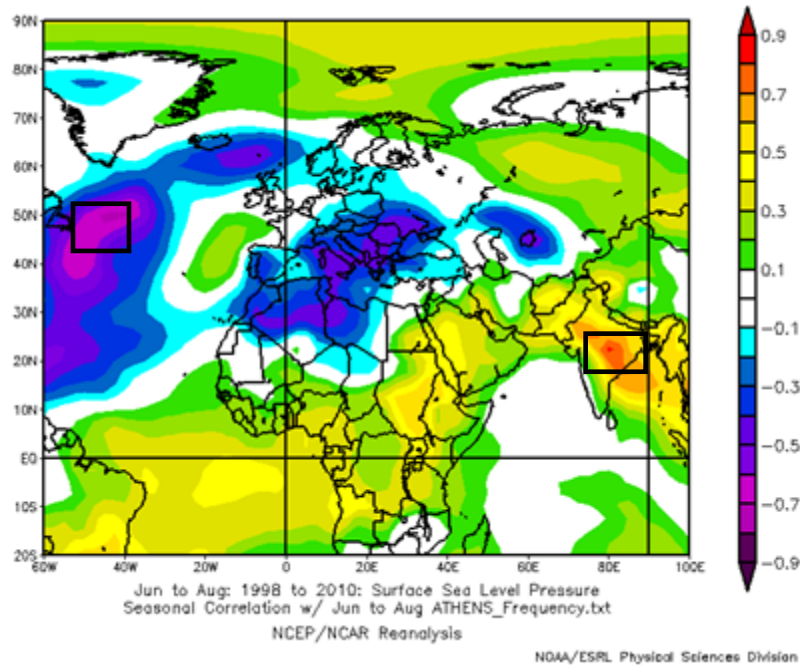 90N
80N
70N
60N
50N
40N
30N
20N
10N
EQ
10S
20S
60W 40W 20W 0 20E 40E 60E 80E 100E
0.9
0.7
0.5
0.3
0.1
-0.1
-0.3
-0.5
-0.7
-0.9
Jun to Aug: 1998 to 2010: Surface Sea Level Pressure
Seasonal Correlation w/ Jun to Aug ATHENS_Frequency.txt
NCEP/NCAR Reanalysis
NOAA/ESRL Physical Sciences Division